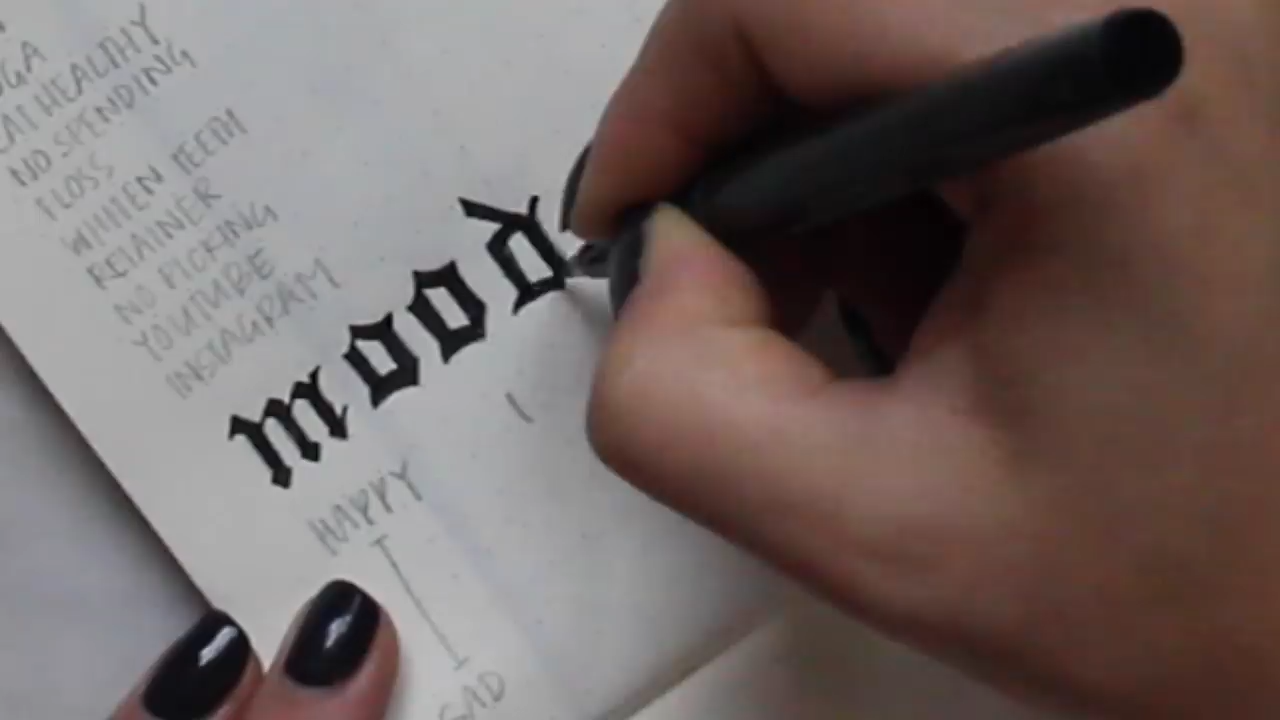 EAT HEALTHY
NO SPENDING
FLOSS
WHITEN TEETH
RETAINER
NO PICKING
YOUTUBE
INSTAGRAM
mood
HAPPY
SAD